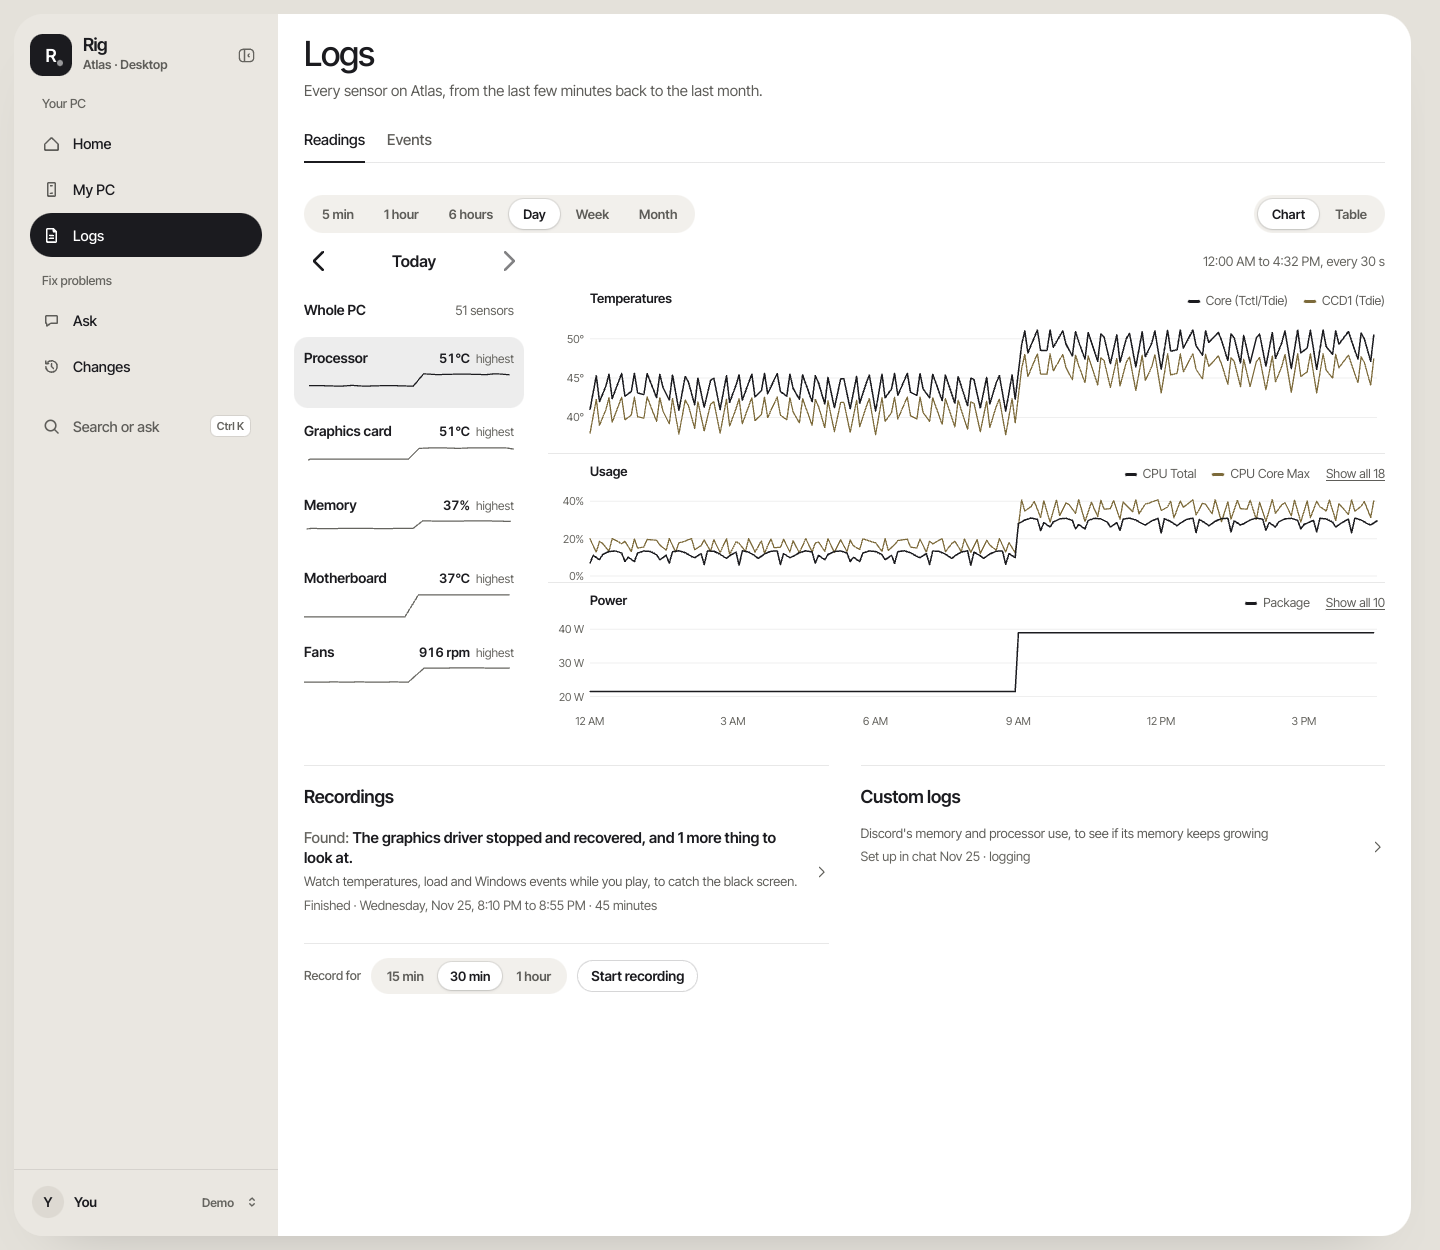 R.
Rig
Atlas · Desktop
Your PC
Home
My PC
Logs
Fix problems
Ask
Changes
Search or ask
Ctrl K
Y
You
Demo
Logs
Every sensor on Atlas, from the last few minutes back to the last month.
Readings Events
5 min 1 hour 6 hours Day Week Month
Chart Table
Today
12:00 AM to 4:32 PM, every 30 s
Whole PC 51 sensors
Processor 51°C highest
Graphics card 51°C highest
Memory 37% highest
Motherboard 37°C highest
Fans 916 rpm highest
Temperatures Core (Tctl/Tdie) CCD1 (Tdie)
50°
45°
40°
Usage CPU Total CPU Core Max Show all 18
40%
20%
0%
Power Package Show all 10
40 W
30 W
20 W
12 AM 3 AM 6 AM 9 AM 12 PM 3 PM
Recordings
Found: The graphics driver stopped and recovered, and 1 more thing to
look at.
Watch temperatures, load and Windows events while you play, to catch the black screen.
Finished · Wednesday, Nov 25, 8:10 PM to 8:55 PM · 45 minutes
Record for 15 min 30 min 1 hour Start recording
Custom logs
Discord's memory and processor use, to see if its memory keeps growing
Set up in chat Nov 25 · logging